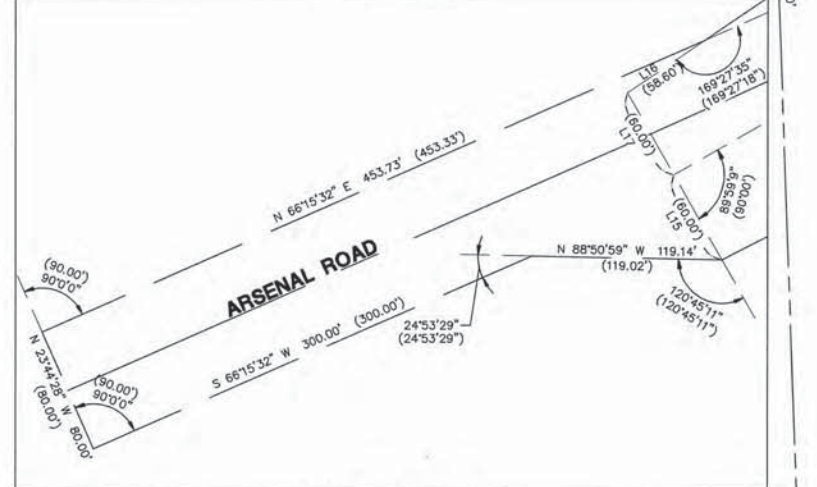 L16
(58.60')
169°27'35"
(169°27'18")
(60.00')
L17
N 66°15'32" E 453.73' (453.33')
89°59'9"
(90°00')
(60.00')
L15
N 88°50'59" W 119.14'
(119.02')
ARSENAL ROAD
(90.00')
90°0'0"
120°45'11"
(120°45'11")
24°53'29"
(24°53'29")
S 66°15'32" W 300.00' (300.00')
N 23°44'28" W 80.00'
(80.00')
(90.00')
90°0'0"